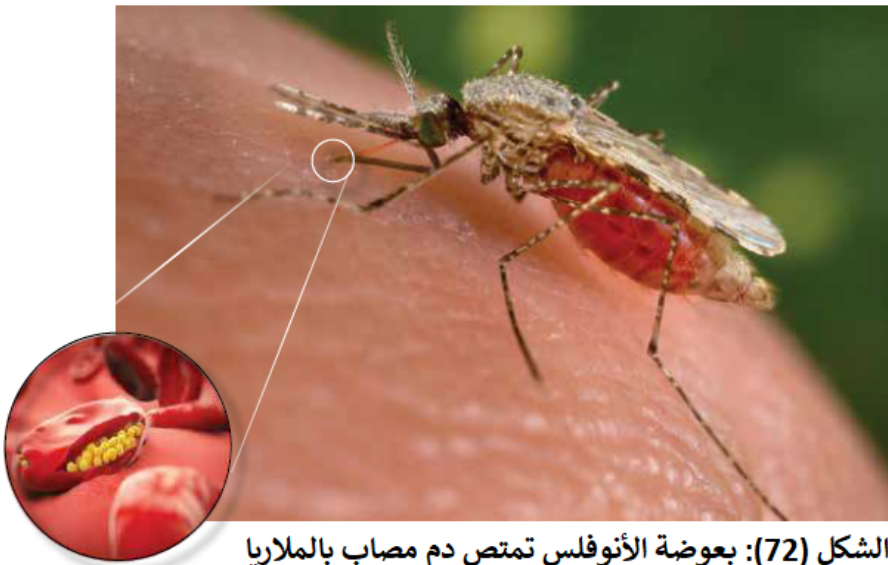 الشكل (72): بعوضة الأنوفلس تمتص دم مصاب بالملاريا